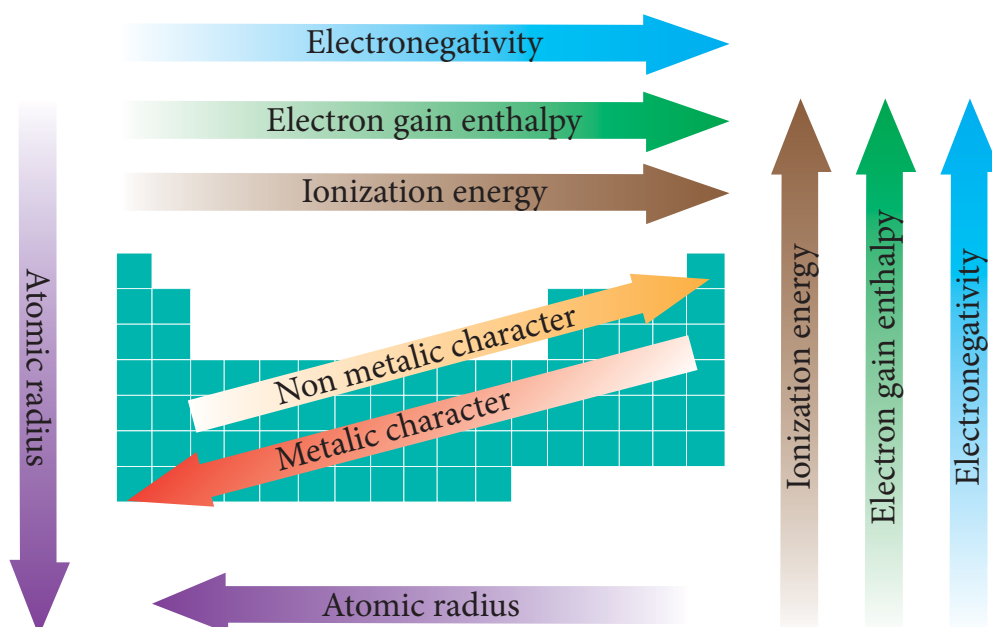 Electronegativity
Electron gain enthalpy
Ionization energy
Atomic radius
Non metalic character
Metalic character
Ionization energy
Electron gain enthalpy
Electronegativity
Atomic radius